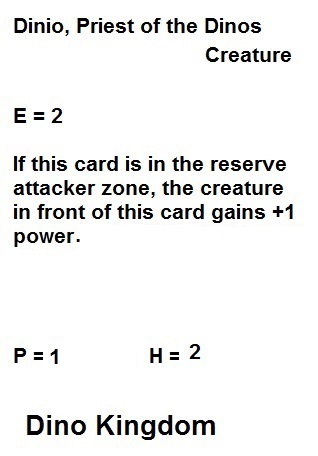 Dinio, Priest of the Dinos
Creature
E = 2
If this card is in the reserve
attacker zone, the creature
in front of this card gains +1
power.
P = 1 H = 2
Dino Kingdom